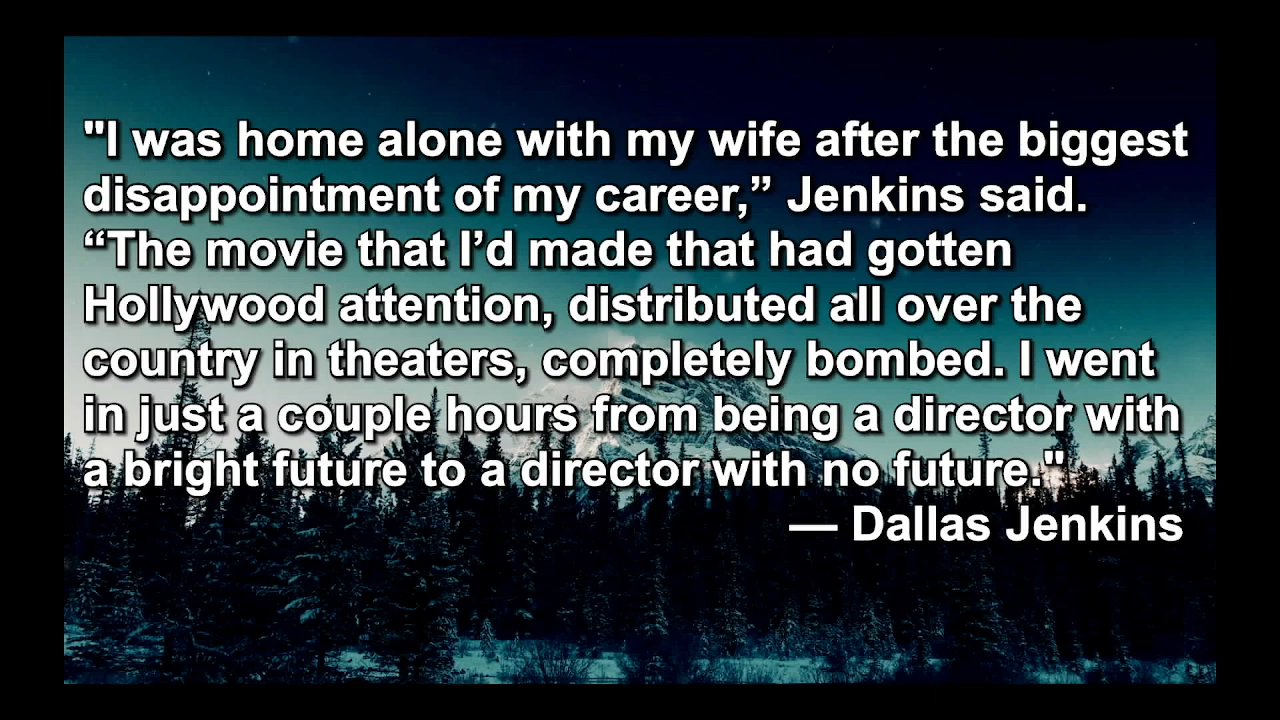 "I was home alone with my wife after the biggest
disappointment of my career,” Jenkins said.
“The movie that I’d made that had gotten
Hollywood attention, distributed all over the
country in theaters, completely bombed. I went
in just a couple hours from being a director with
a bright future to a director with no future."
— Dallas Jenkins